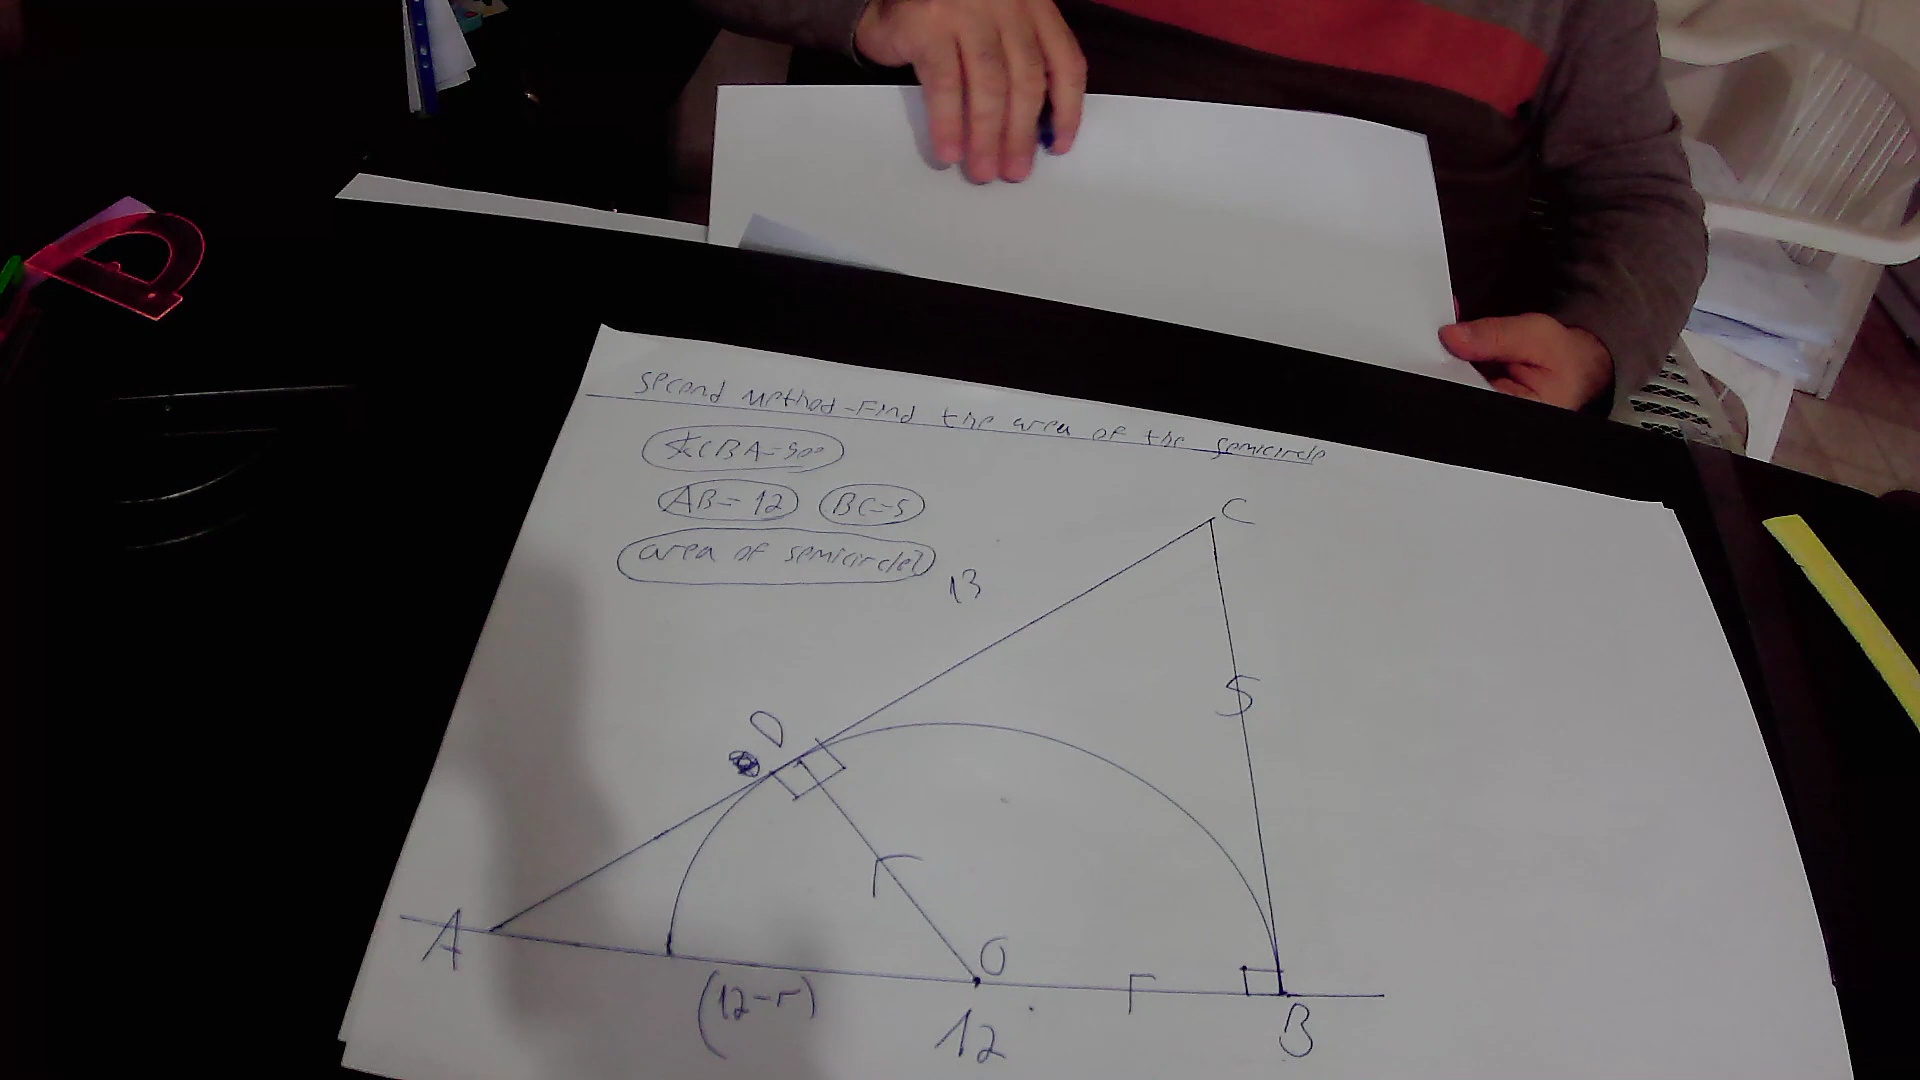 second method-Find the area of the semicircle
∢CBA=90°
AB=12 BC=5
area of semicircle?
C
13
5
D
r
A
O
(12-r)
r
12
B